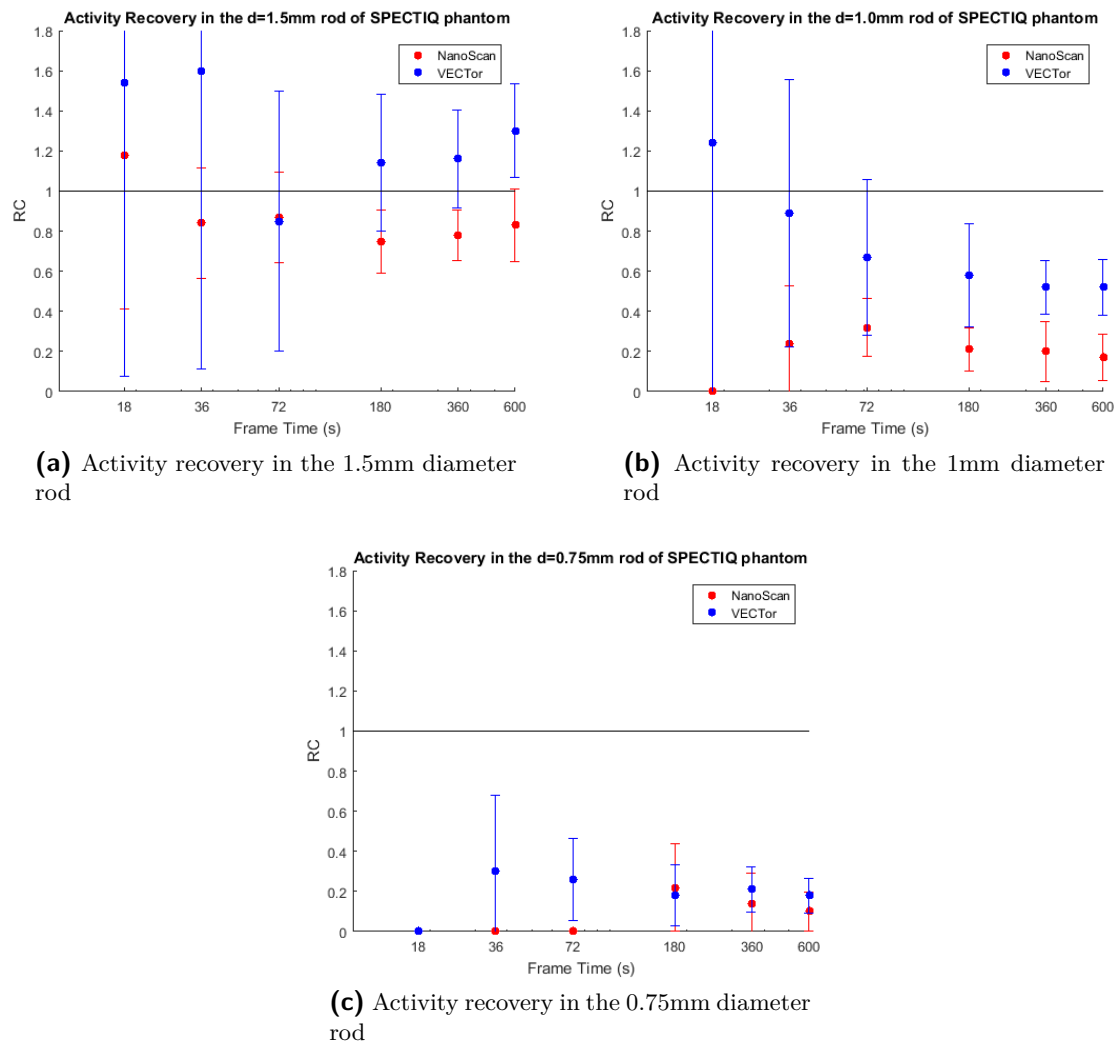 Activity Recovery in the d=1.5mm rod of SPECTIQ phantom
1.8
1.6
1.4
1.2
1
0.8
0.6
0.4
0.2
0
RC
NanoScan
VECTor
18 36 72 180 360 600
Frame Time (s)
(a) Activity recovery in the 1.5mm diameter
rod
Activity Recovery in the d=1.0mm rod of SPECTIQ phantom
1.8
1.6
1.4
1.2
1
0.8
0.6
0.4
0.2
0
RC
NanoScan
VECTor
18 36 72 180 360 600
Frame Time (s)
(b) Activity recovery in the 1mm diameter
rod
Activity Recovery in the d=0.75mm rod of SPECTIQ phantom
1.8
1.6
1.4
1.2
1
0.8
0.6
0.4
0.2
0
RC
NanoScan
VECTor
18 36 72 180 360 600
Frame Time (s)
(c) Activity recovery in the 0.75mm diameter
rod